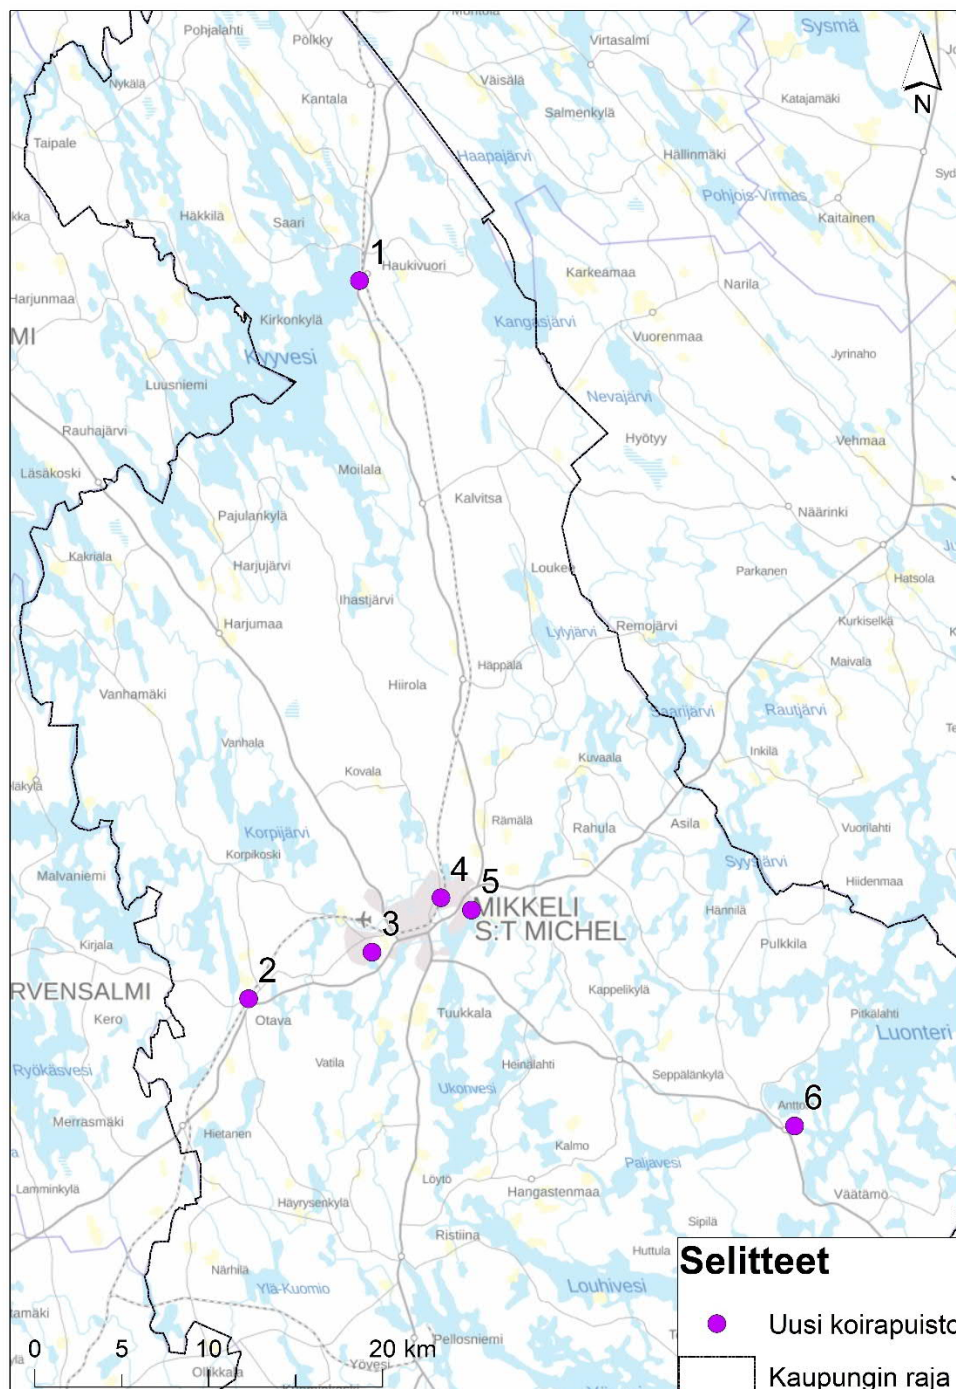 Pohjalahti
Pölkky
Virtasalmi
Sysmä
Nykälä
Kantala
Väisälä
Salmenkylä
Katajamäki
N
Taipale
Haapajärvi
Hällinmäki
Häkkilä
Saari
Pohjois-Virmas
Kaitainen
1
Haukivuori
Karkeamaa
Narila
Harjunmaa
Kirkonkylä
Kangasjärvi
MI
Kyyvesi
Vuorenmaa
Jyrinaho
Luusniemi
Nevajärvi
Rauhajärvi
Hyötyy
Vehmaa
Läsäkoski
Moilala
Kalvitsa
Pajulankylä
Näärinki
Kakriala
Harjujärvi
Loukee
Parkanen
Hatsola
Ihastjärvi
Harjumaa
Lylyjärvi
Remojärvi
Kurkiselkä
Häppälä
Maivala
Hiirola
Vanhamäki
Saarijärvi
Rautjärvi
Vanhala
Kovala
Kuvaala
Inkilä
läkylä
Rämälä
Rahula
Asila
Vuorilahti
Korpijärvi
Korpikoski
Syysjärvi
Malvaniemi
Hiidenmaa
4
5
MIKKELI
S:T MICHEL
Hännilä
3
Kirjala
Pulkkila
2
RVENSALMI
Kappelikylä
Kero
Otava
Tuukkala
Pitkälahti
Luonteri
Vatila
Heinälahti
Ryökäsvesi
Ukonvesi
Seppälänkylä
6
Merrasmäki
Hietanen
Kalmo
Paljavesi
Lamminkylä
Löytö
Hangastenmaa
Väätämö
Häyrysenkylä
Sipilä
Ristiina
Huttula
Selitteet
Närhilä
Ylä-Kuomio
Louhivesi
Uusi koirapuisto
tamäki
0 5 10 20 km
Pellosniemi
Yövesi
Kaupungin raja